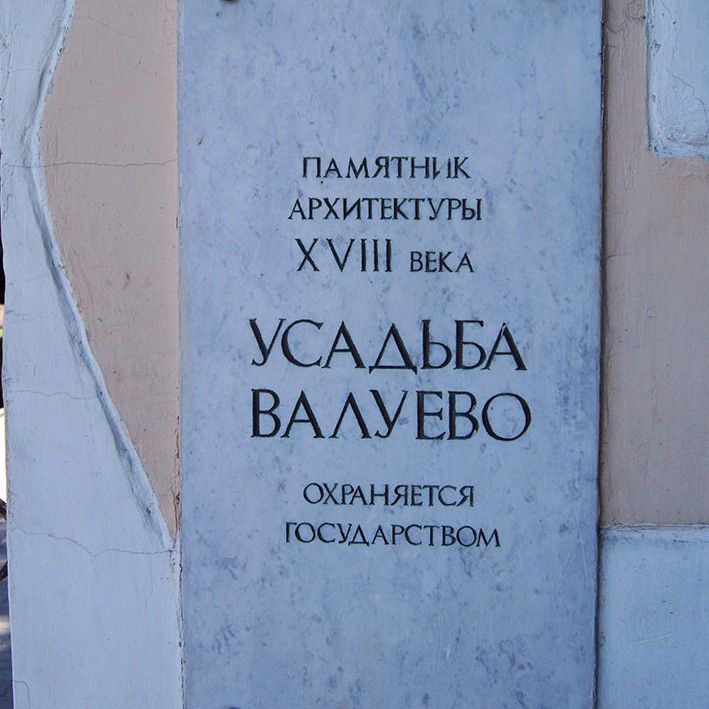 ПАМЯТНИК
АРХИТЕКТУРЫ
XVIII ВЕКА
УСАДЬБА
ВАЛУЕВО
ОХРАНЯЕТСЯ
ГОСУДАРСТВОМ